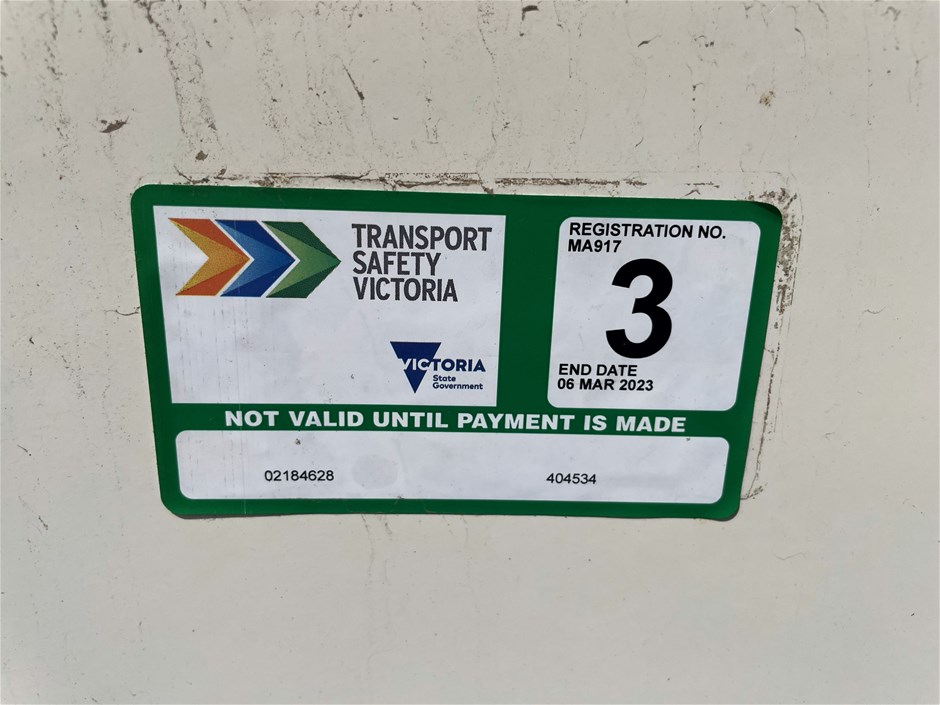 TRANSPORT
SAFETY
VICTORIA
VICTORIA
State
Government
REGISTRATION NO.
MA917
3
END DATE
06 MAR 2023
NOT VALID UNTIL PAYMENT IS MADE
02184628
404534